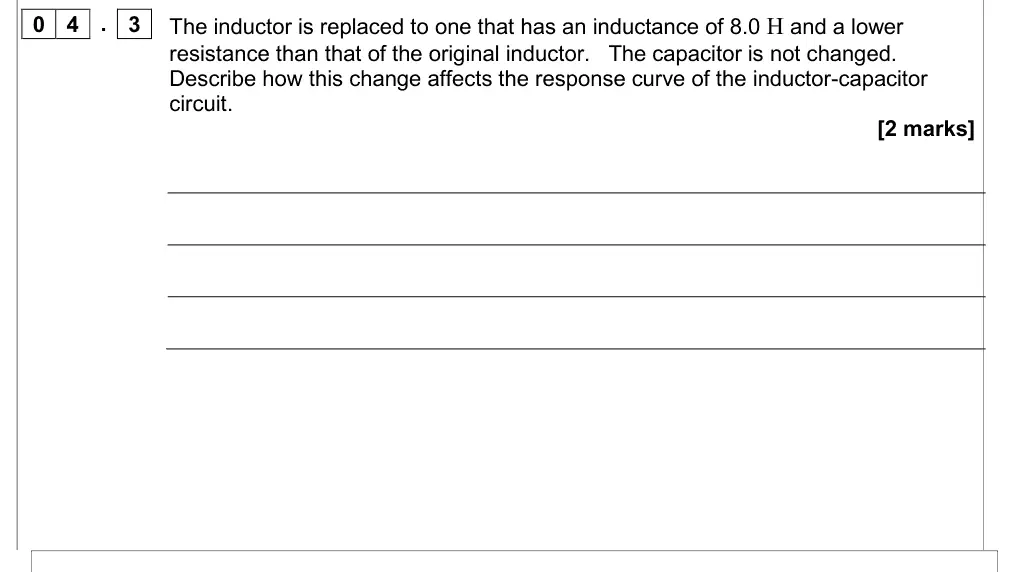 04.3 The inductor is replaced to one that has an inductance of 8.0 H and a lower
resistance than that of the original inductor. The capacitor is not changed.
Describe how this change affects the response curve of the inductor-capacitor
circuit.
[2 marks]